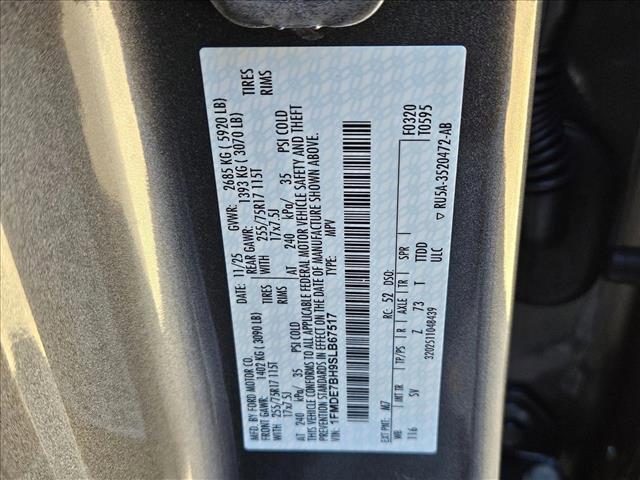 MFD. BY FORD MOTOR CO.
DATE: 11/25 GVWR: 2685 KG ( 5920 LB)
FRONT GAWR: 1402 KG ( 3090 LB) REAR GAWR: 1393 KG ( 3070 LB)
WITH 255/75R17 115T TIRES WITH 255/75R17 115T TIRES
17x7.5J RIMS 17x7.5J RIMS
AT 240 kPa/ 35 PSI COLD AT 240 kPa/ 35 PSI COLD
THIS VEHICLE CONFORMS TO ALL APPLICABLE FEDERAL MOTOR VEHICLE SAFETY AND THEFT
PREVENTION STANDARDS IN EFFECT ON THE DATE OF MANUFACTURE SHOWN ABOVE.
VIN: 1FMDE7BH9SLB67517 TYPE: MPV
F0320
T0595
EXT PNT: M7 RC: 52 DSO:
WB INT TR TP/PS R AXLE TR SPR
116 SV Z 73 T TIDD
ULC
3202511048439
▽ RU5A-3520472-AB